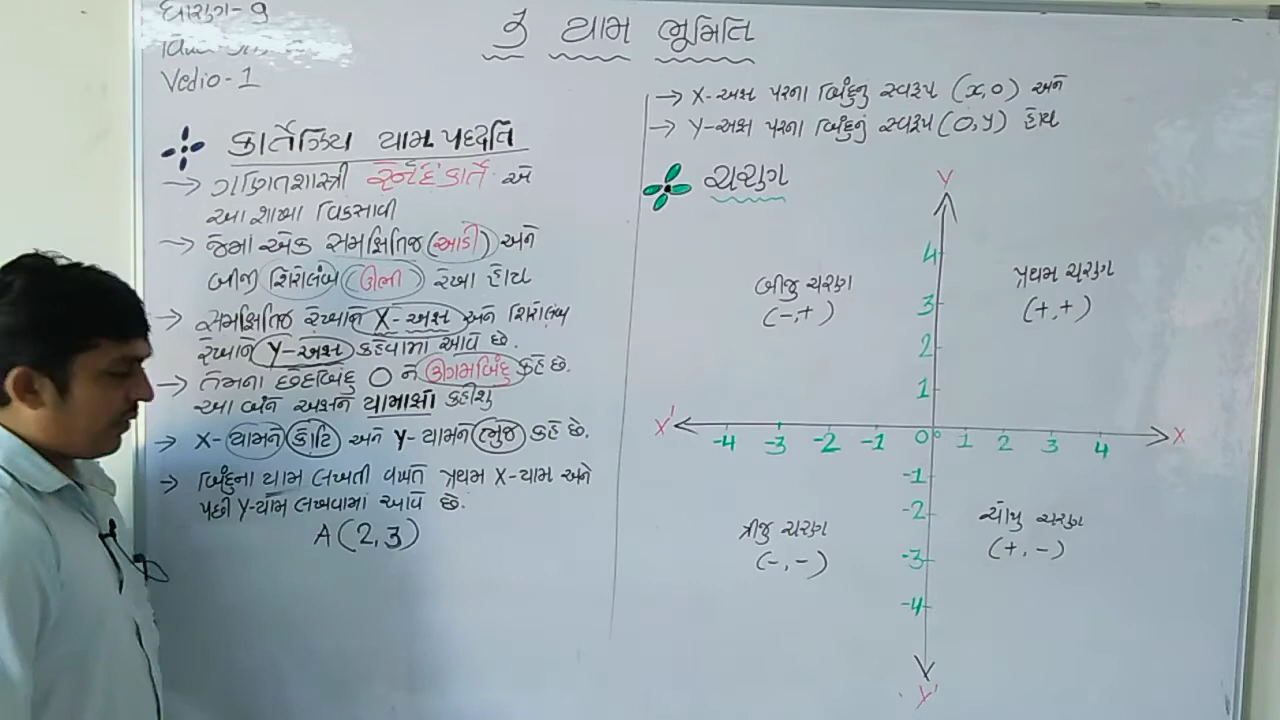 ધોરણ-9
Vedio-1
3 યામ ભૂમિતિ
કાર્તેઝિય યામ પદ્ધતિ
→ ગણિતશાસ્ત્રી રેને દ કાર્તે એ
આ શાખા વિકસાવી
→ જેમાં એક સમક્ષિતિજ (આડી) અને
બીજી શિરોલંબ (ઊભી) રેખા હોય
→ સમક્ષિતિજ રેખાને X-અક્ષ અને શિરોલંબ
રેખાને Y-અક્ષ કહેવામાં આવે છે.
→ તેમના છેદબિંદુ O ને ઊગમબિંદુ કહે છે.
આ બંને અક્ષને યામાક્ષો કહીશુ
→ X-યામને કોટિ અને Y-યામને ભુજ કહે છે.
→ બિંદુના યામ લખતી વખતે પ્રથમ X-યામ અને
પછી Y-યામ લખવામાં આવે છે.
A(2,3)
→ X-અક્ષ પરના બિંદુનુ સ્વરૂપ (x,0) અને
→ Y-અક્ષ પરના બિંદુનું સ્વરૂપ (0,y) હોય
ચરણ
Y
4
બીજુ ચરણ
(-,+)
પ્રથમ ચરણ
(+,+)
3
2
1
X' -4 -3 -2 -1 0 1 2 3 4 X
-1
-2
ત્રીજુ ચરણ
(-,-)
ચોથુ ચરણ
(+,-)
-3
-4
Y'